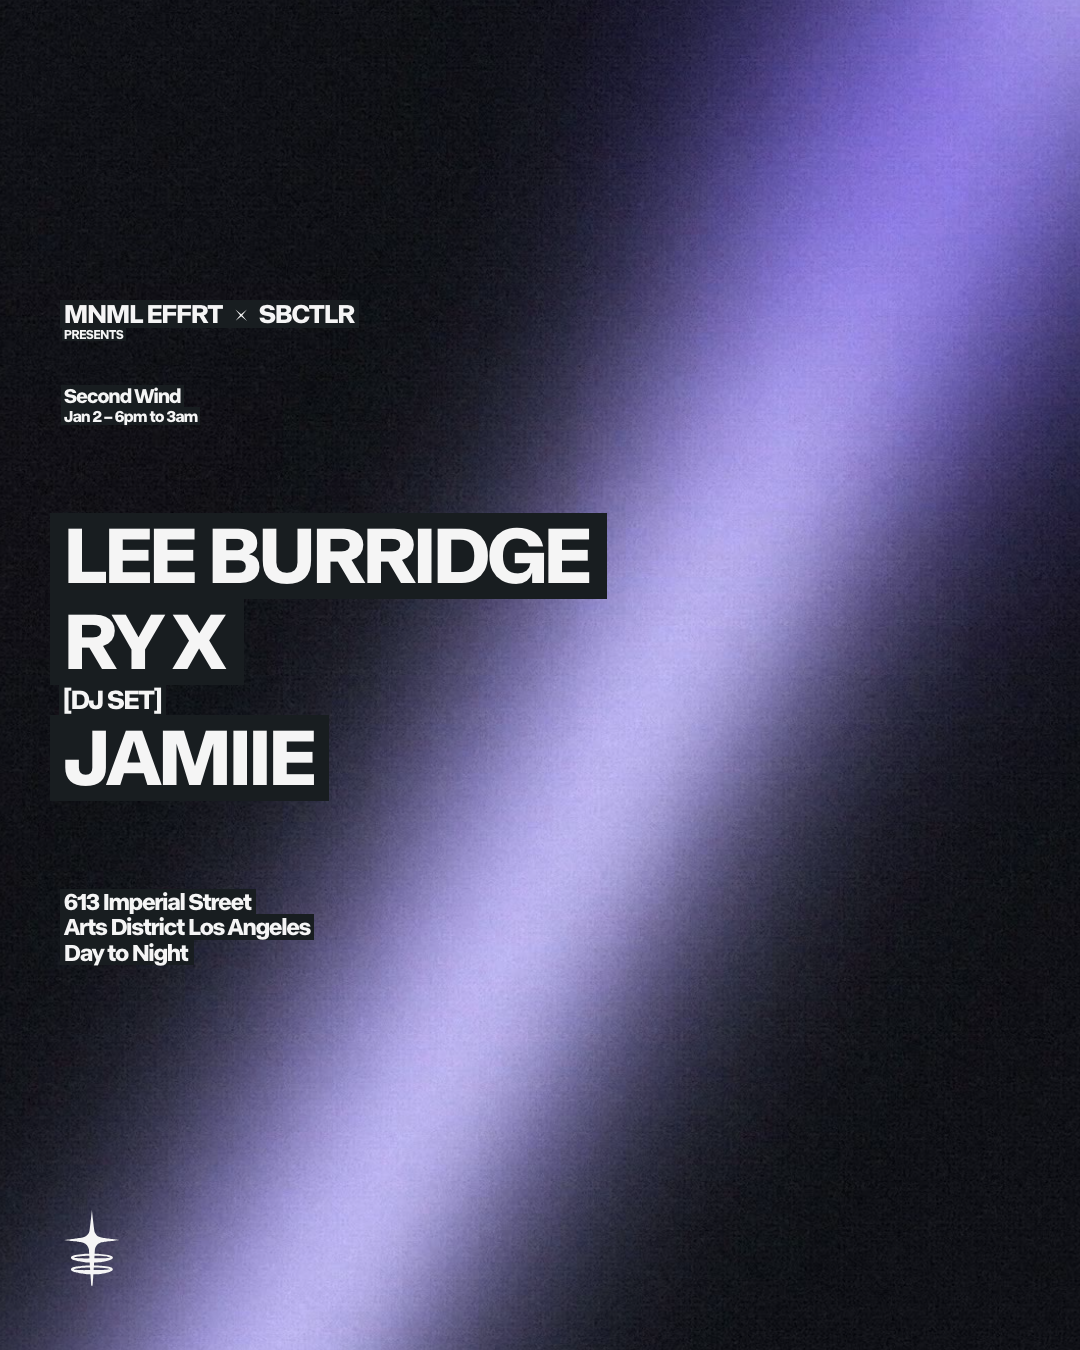 MNML EFFRT × SBCTLR
PRESENTS
Second Wind
Jan 2 – 6pm to 3am
LEE BURRIDGE
RY X
[DJ SET]
JAMIIE
613 Imperial Street
Arts District Los Angeles
Day to Night